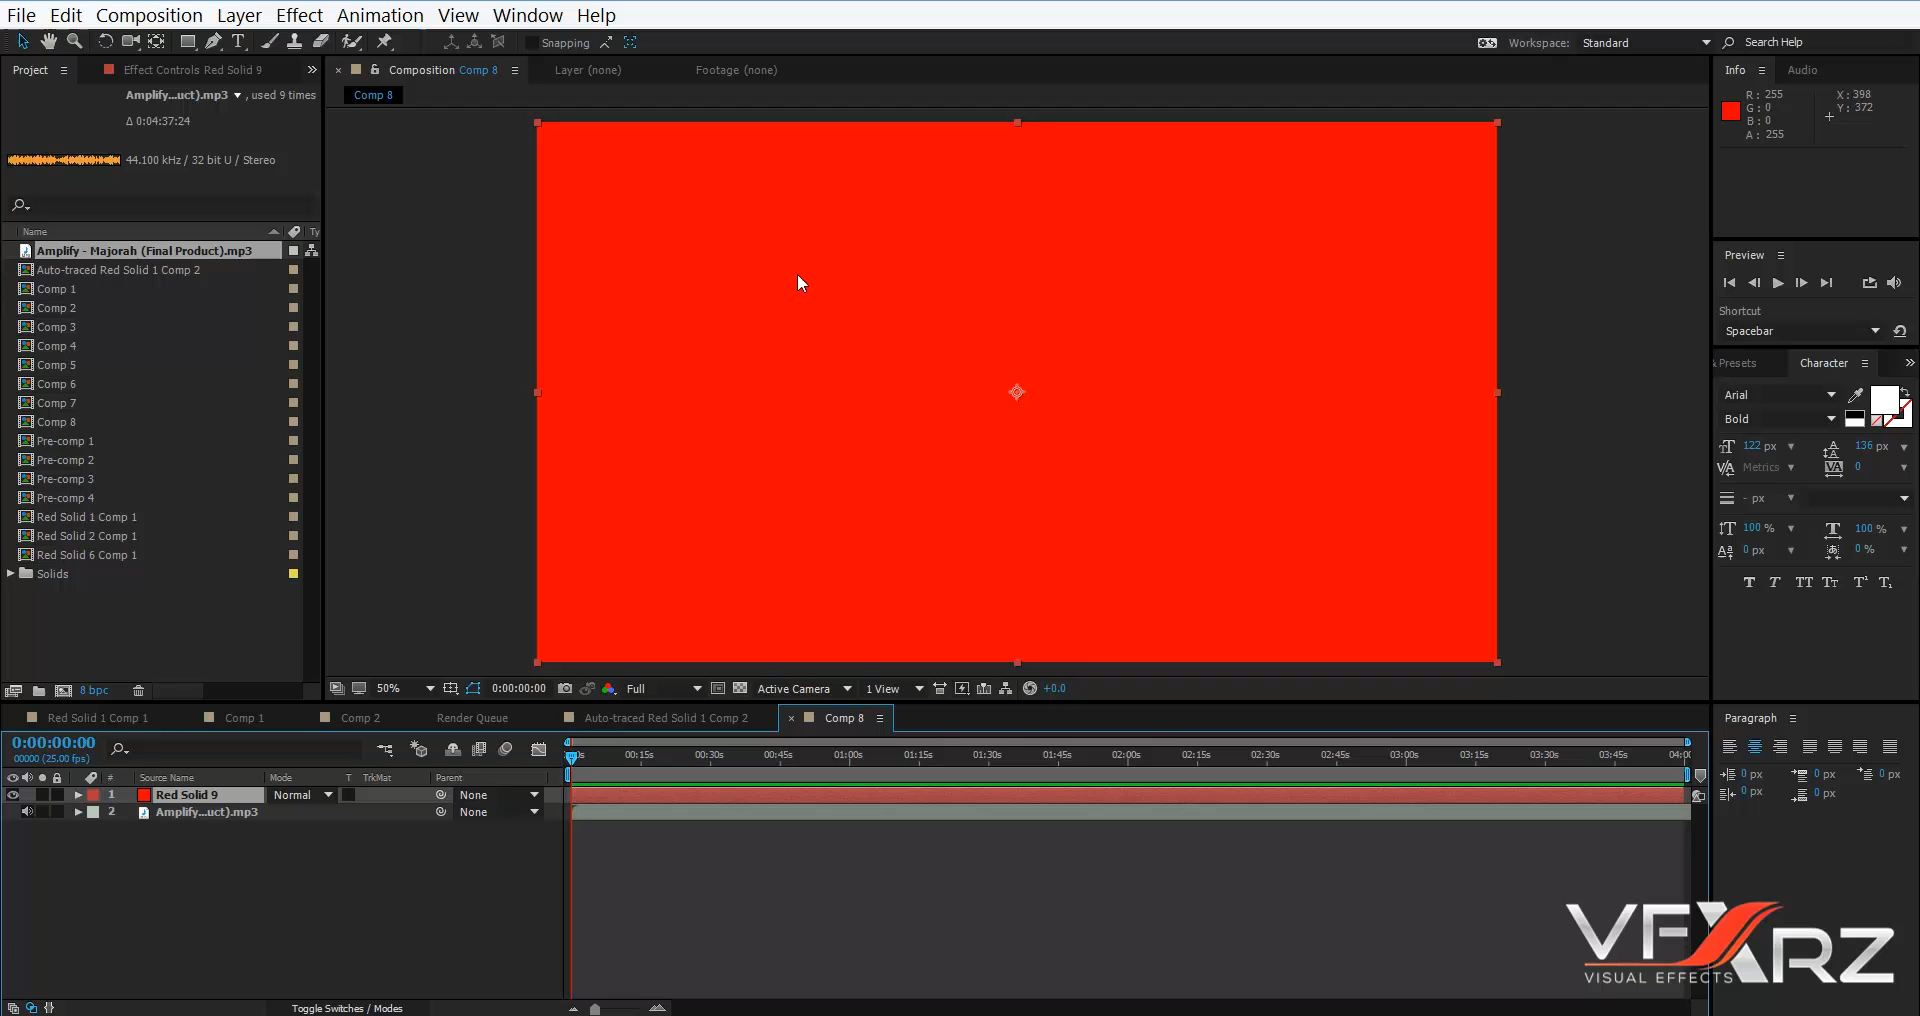 File Edit Composition Layer Effect Animation View Window Help
Snapping
Workspace: Standard
Search Help
Project
Effect Controls Red Solid 9
Composition Comp 8
Layer (none)
Footage (none)
Info
Audio
Amplify...uct).mp3 , used 9 times
Comp 8
R: 255
G: 0
B: 0
A: 255
X: 398
Y: 372
Δ 0:04:37:24
44.100 kHz / 32 bit U / Stereo
Name
Ty
Amplify - Majorah (Final Product).mp3
Auto-traced Red Solid 1 Comp 2
Comp 1
Comp 2
Comp 3
Comp 4
Comp 5
Comp 6
Comp 7
Comp 8
Pre-comp 1
Pre-comp 2
Pre-comp 3
Pre-comp 4
Red Solid 1 Comp 1
Red Solid 2 Comp 1
Red Solid 6 Comp 1
Solids
Preview
Shortcut
Spacebar
& Presets
Character
Arial
Bold
122 px
136 px
Metrics
0
- px
100 %
100 %
0 px
0 %
8 bpc
50%
0:00:00:00
Full
Active Camera
1 View
+0.0
Red Solid 1 Comp 1
Comp 1
Comp 2
Render Queue
Auto-traced Red Solid 1 Comp 2
Comp 8
Paragraph
0:00:00:00
00000 (25.00 fps)
00:15s 00:30s 00:45s 01:00s 01:15s 01:30s 01:45s 02:00s 02:15s 02:30s 02:45s 03:00s 03:15s 03:30s 03:45s 04:00
# Source Name Mode T TrkMat Parent
1 Red Solid 9 Normal None
2 Amplify...uct).mp3 None
0 px 0 px 0 px
0 px 0 px
Toggle Switches / Modes
VFXARZ
VISUAL EFFECTS